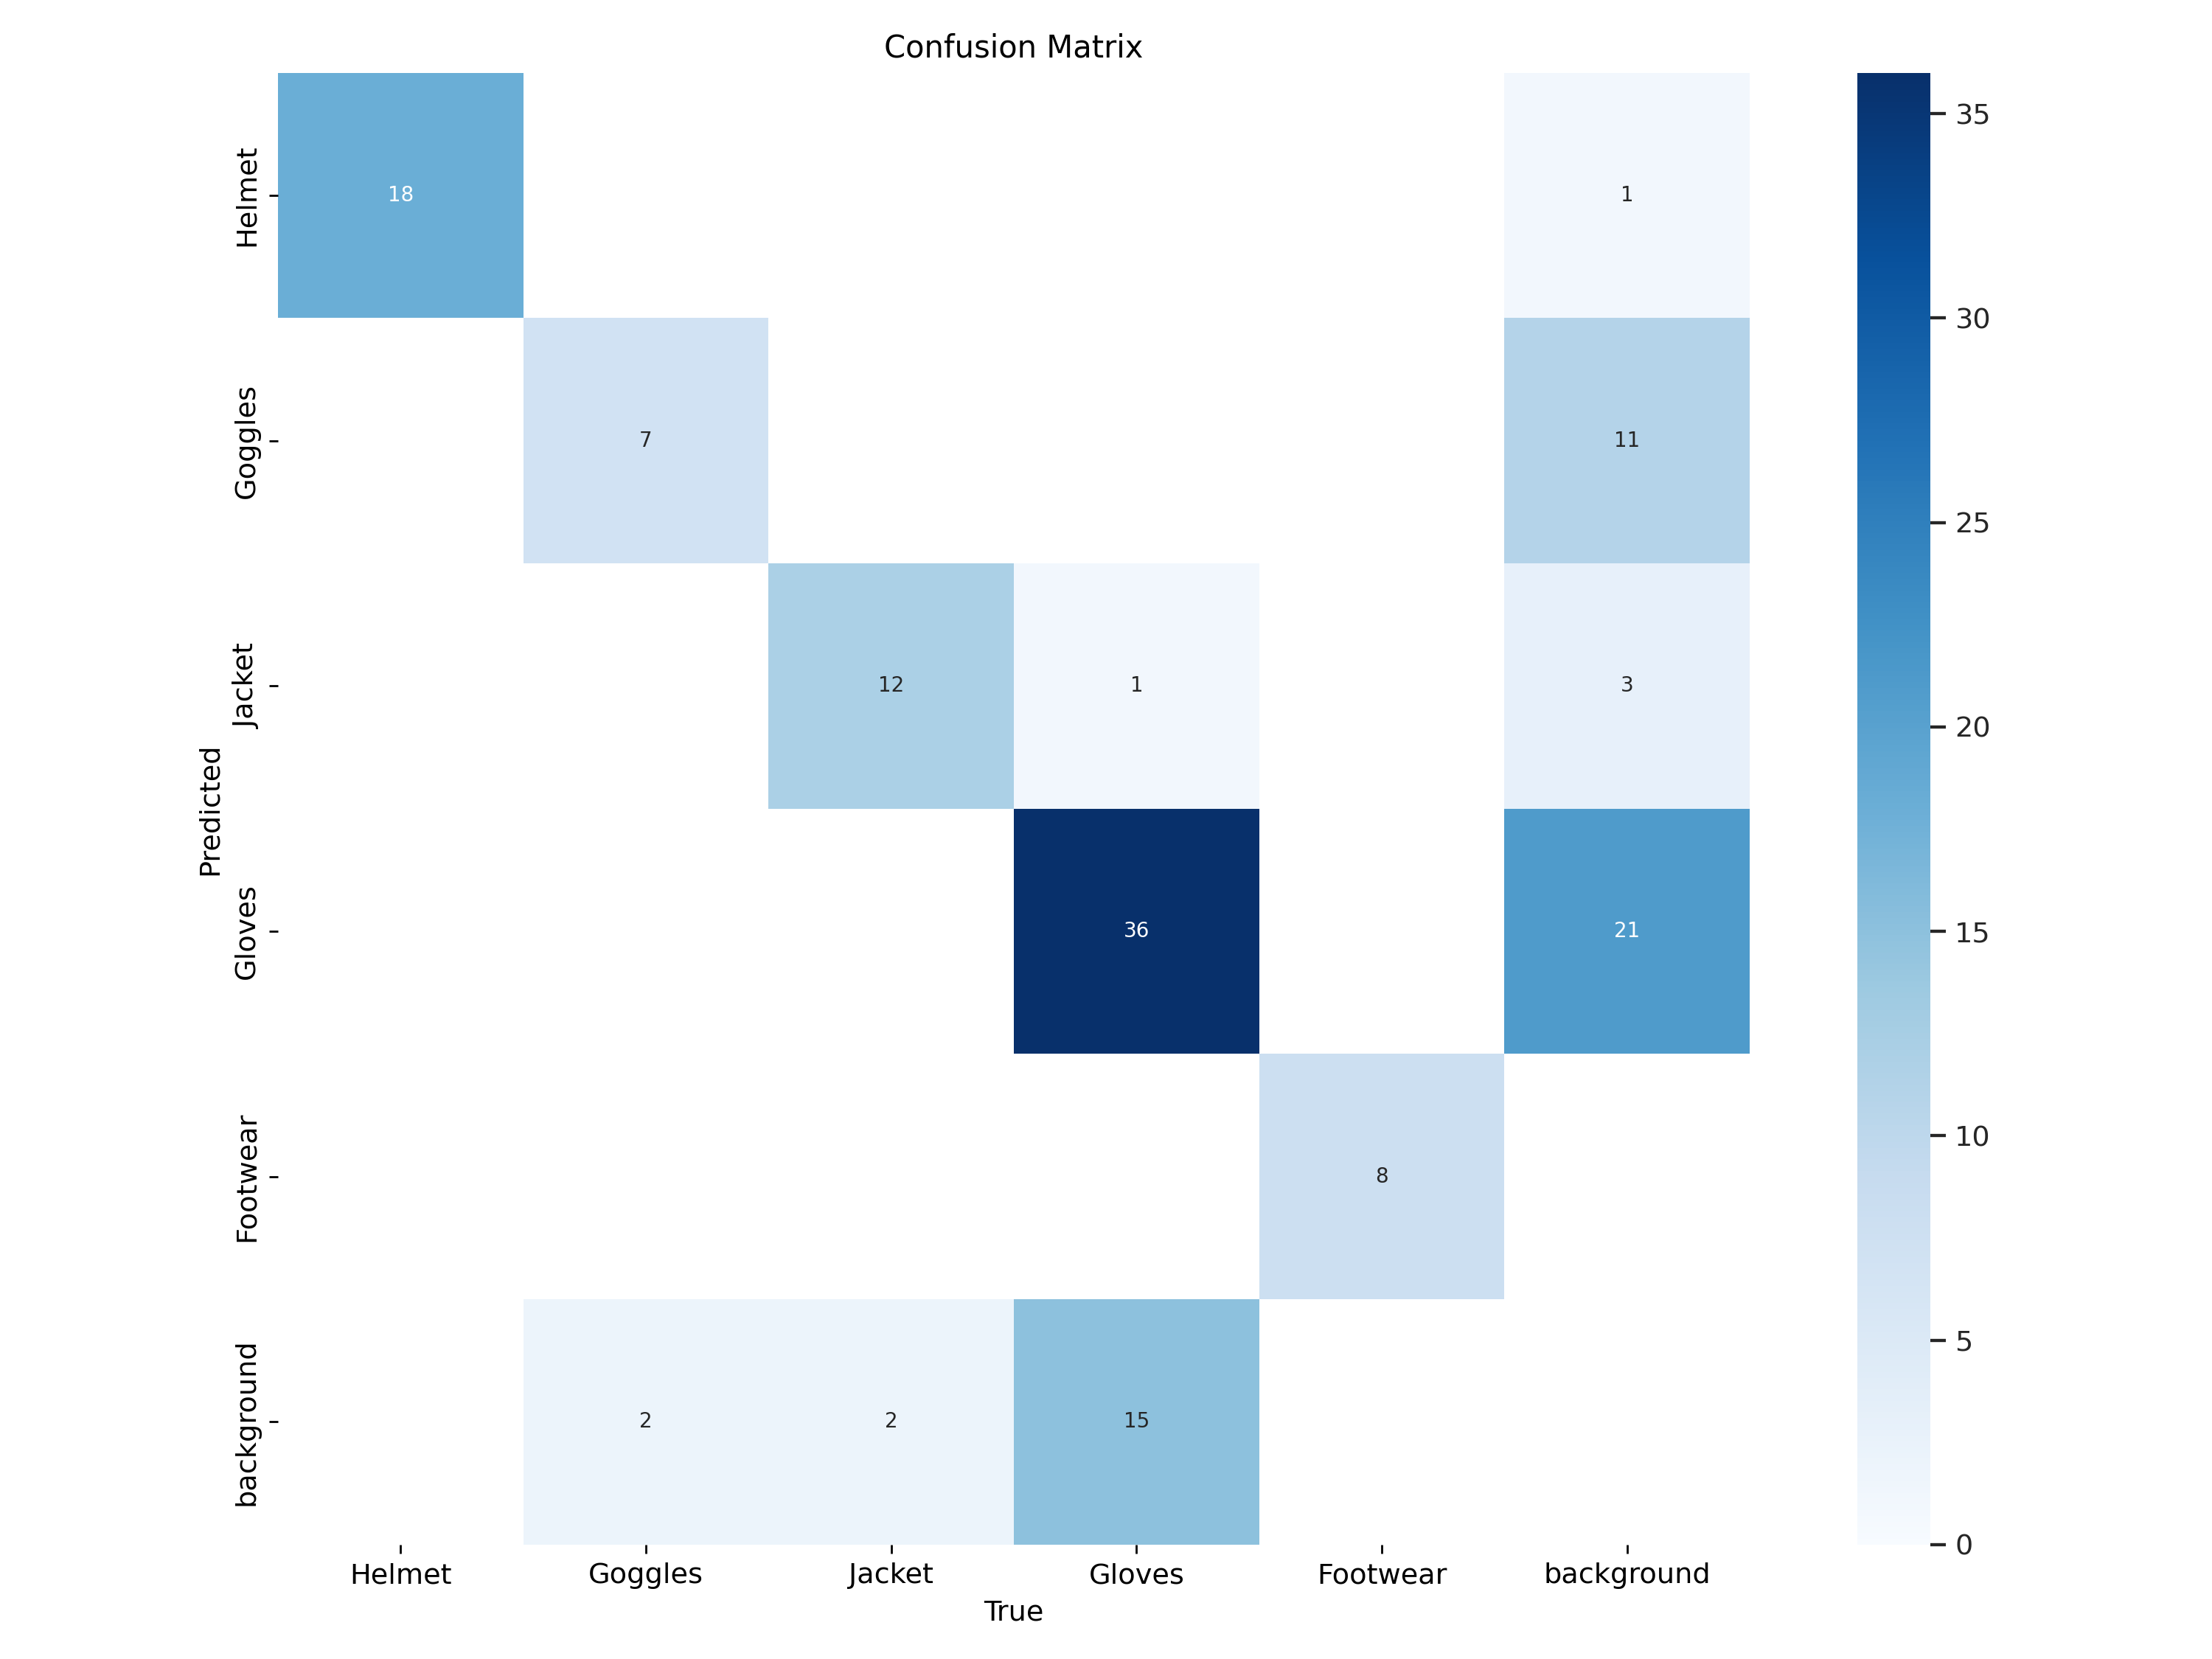 Confusion Matrix
Helmet
18
1
Goggles
7
11
Jacket
12
1
3
Predicted
Gloves
36
21
Footwear
8
background
2
2
15
Helmet
Goggles
Jacket
Gloves
Footwear
background
True
35
30
25
20
15
10
5
0